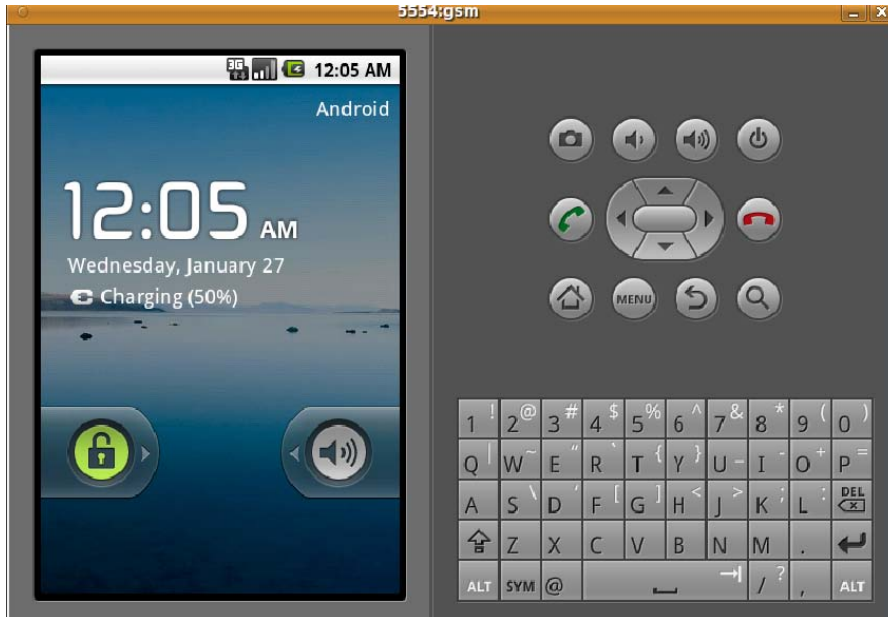 5554:gsm
3G 12:05 AM
Android
12:05 AM
Wednesday, January 27
Charging (50%)
MENU
1 ! 2 @ 3 # 4 $ 5 % 6 ^ 7 & 8 * 9 ( 0 )
Q | W ~ E " R ` T { Y } U - I - O + P =
A S \ D ' F [ G ] H < J > K ; L : DEL
Z X C V B N M .
ALT SYM @ / ? , ALT